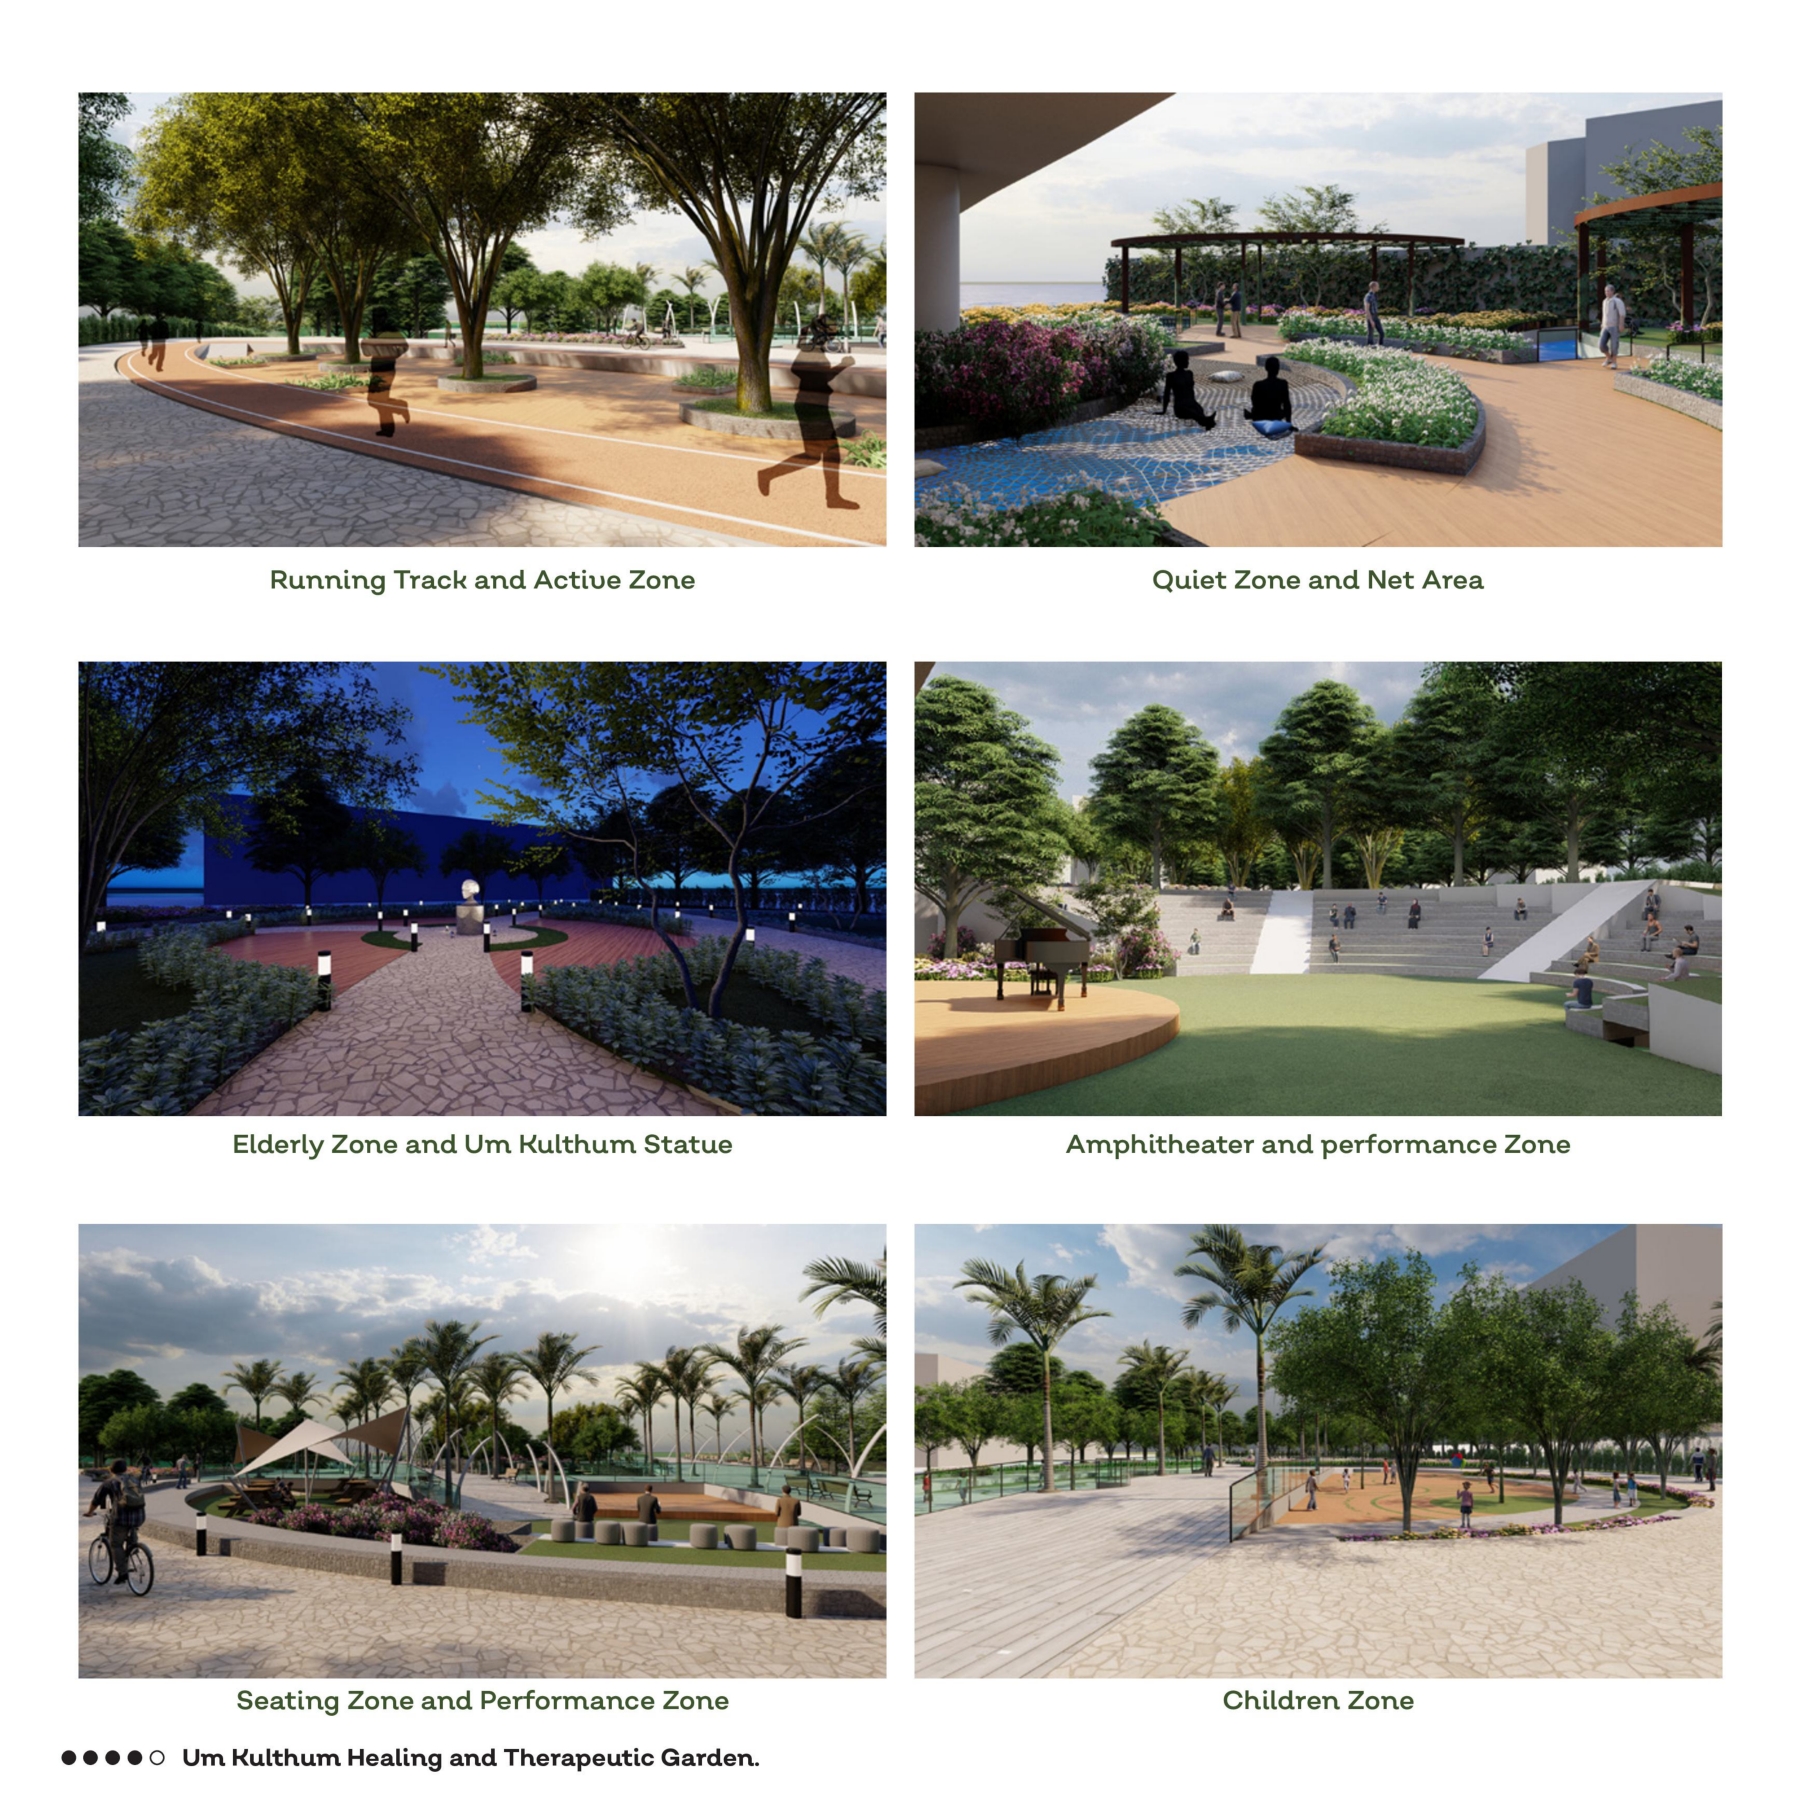 Running Track and Active Zone
Quiet Zone and Net Area
Elderly Zone and Um Kulthum Statue
Amphitheater and performance Zone
Seating Zone and Performance Zone
Children Zone
Um Kulthum Healing and Therapeutic Garden.